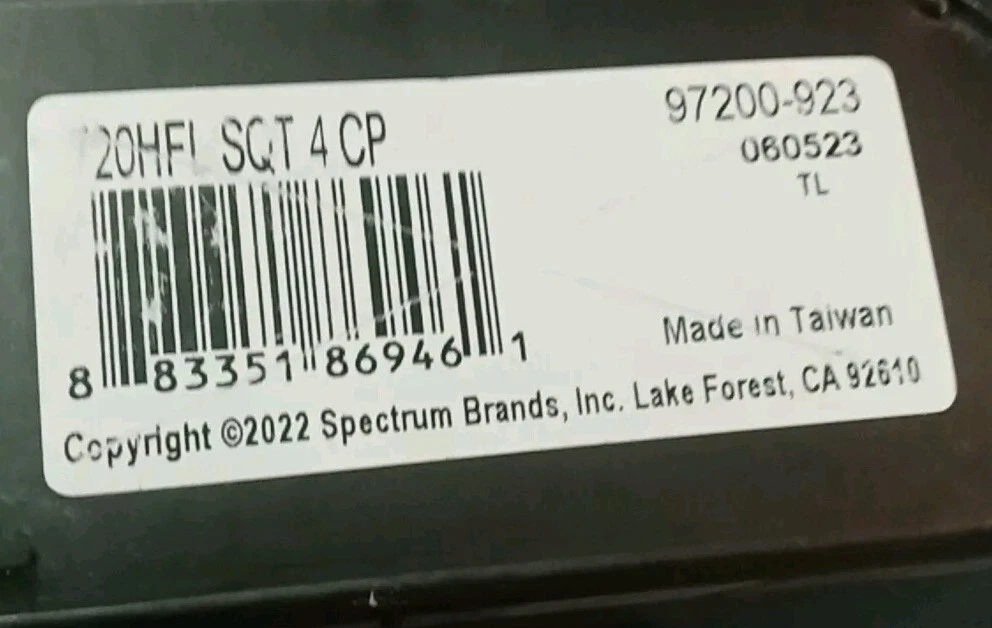 720HFL SQT 4 CP
97200-923
060523
TL
8 83351 86946 1
Made in Taiwan
Copyright ©2022 Spectrum Brands, Inc. Lake Forest, CA 92610